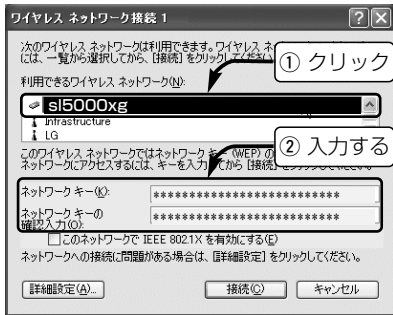 ワイヤレス ネットワーク接続 1
次のワイヤレス ネットワークは利用できます。ワイヤレス ネ
には、一覧から選択してから、[接続] をクリックしてださい
① クリック
利用できるワイヤレス ネットワーク(N):
sl5000xg
Infrastructure
LG
② 入力する
このワイヤレス ネットワークではネットワーク キー (WEP) の
ネットワークにアクセスするには、キーを入力してから [接続]
ネットワーク キー(K):
**************************
ネットワーク キーの
確認入力(O):
**************************
このネットワークで IEEE 802.1X を有効にする(E)
ネットワークへの接続に問題がある場合は、[詳細設定] をクリックしてください。
詳細設定(A)...
接続(C)
キャンセル